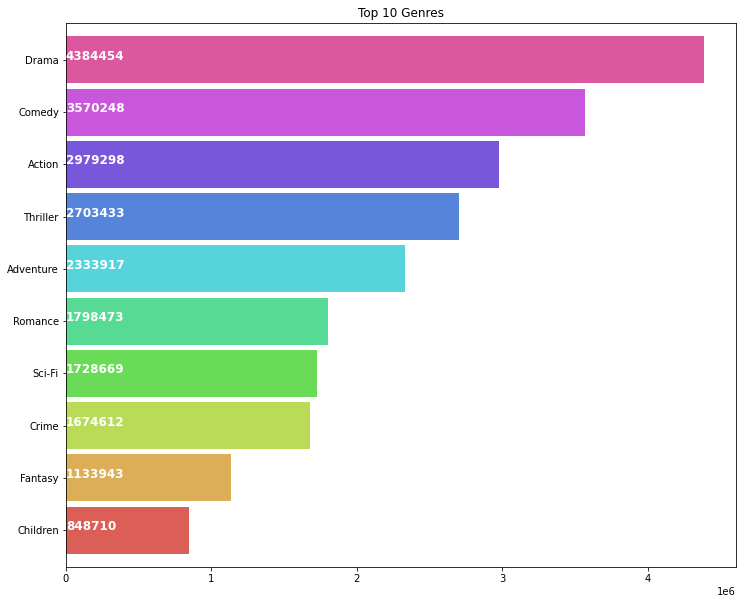 Top 10 Genres
Drama 4384454
Comedy 3570248
Action 2979298
Thriller 2703433
Adventure 2333917
Romance 1798473
Sci-Fi 1728669
Crime 1674612
Fantasy 1133943
Children 848710
0 1 2 3 4
1e6